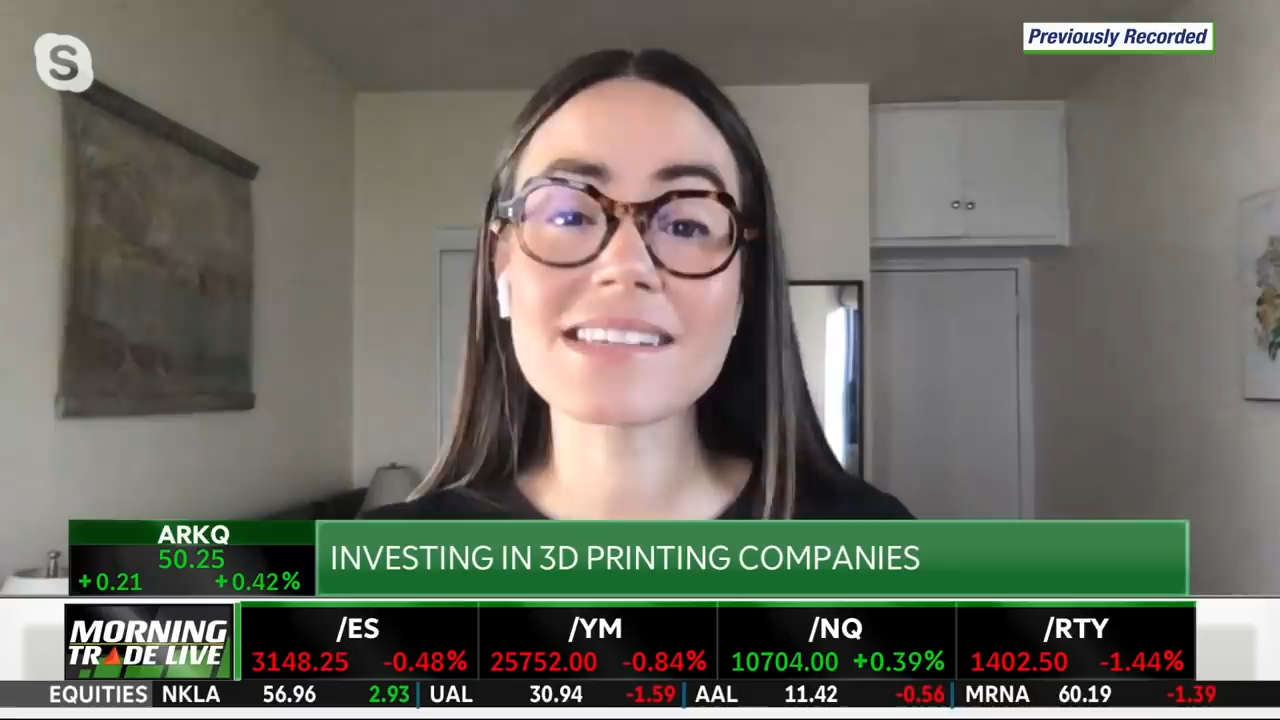 S
Previously Recorded
ARKQ
50.25
+0.21 +0.42%
INVESTING IN 3D PRINTING COMPANIES
MORNING
TRADE LIVE
/ES /YM /NQ /RTY
3148.25 -0.48% 25752.00 -0.84% 10704.00 +0.39% 1402.50 -1.44%
EQUITIES NKLA 56.96 2.93 UAL 30.94 -1.59 AAL 11.42 -0.56 MRNA 60.19 -1.39